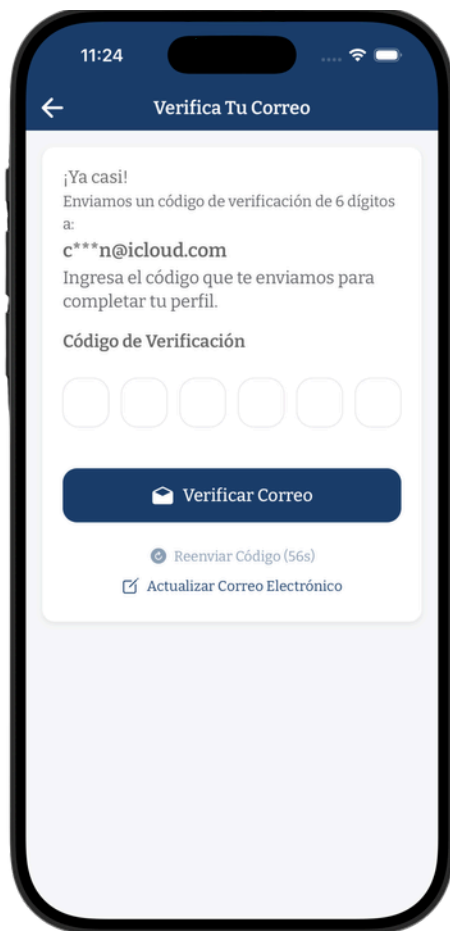 11:24
Verifica Tu Correo
¡Ya casi!
Enviamos un código de verificación de 6 dígitos
a:
c***n@icloud.com
Ingresa el código que te enviamos para
completar tu perfil.
Código de Verificación
Verificar Correo
Reenviar Código (56s)
Actualizar Correo Electrónico